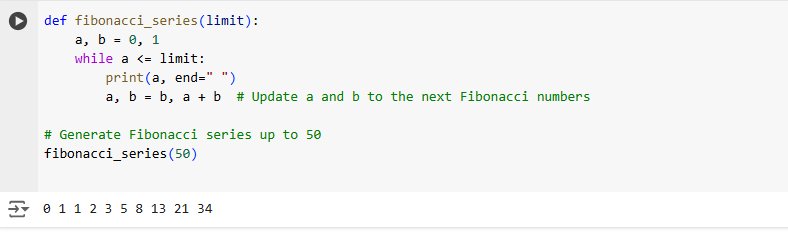 def fibonacci_series(limit):
    a, b = 0, 1
    while a <= limit:
        print(a, end=" ")
        a, b = b, a + b  # Update a and b to the next Fibonacci numbers

# Generate Fibonacci series up to 50
fibonacci_series(50)
0 1 1 2 3 5 8 13 21 34